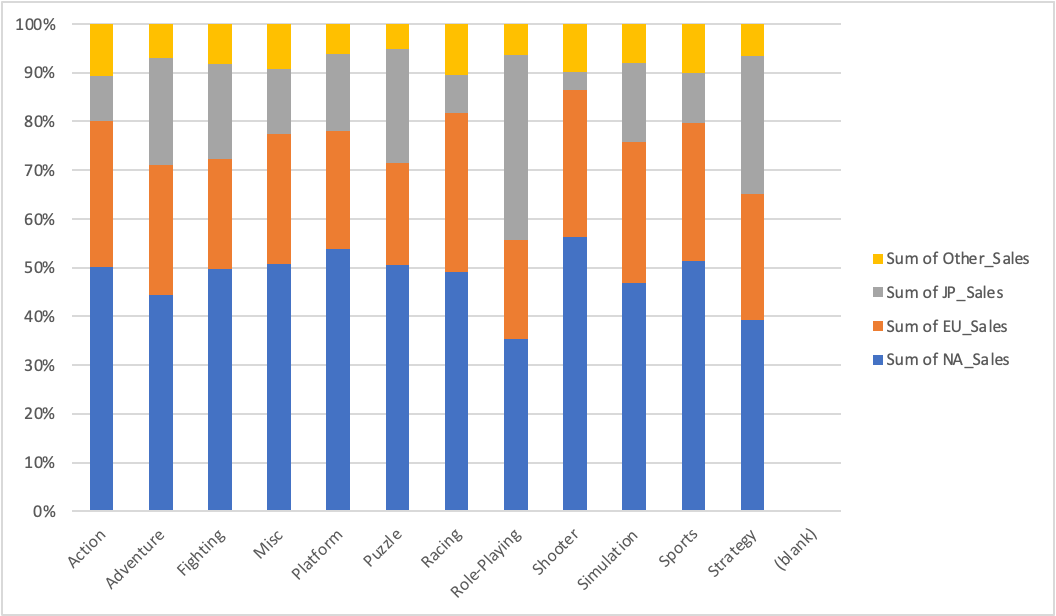 100%
90%
80%
70%
60%
50%
40%
30%
20%
10%
0%
Action
Adventure
Fighting
Misc
Platform
Puzzle
Racing
Role-Playing
Shooter
Simulation
Sports
Strategy
(blank)
Sum of Other_Sales
Sum of JP_Sales
Sum of EU_Sales
Sum of NA_Sales